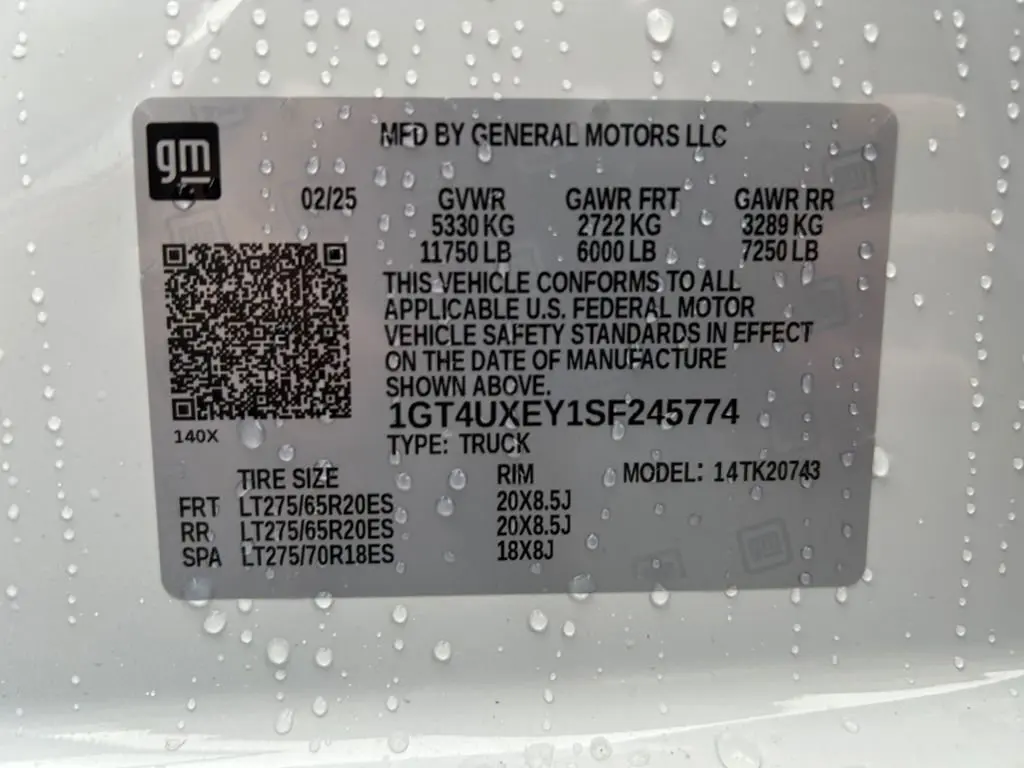 gm
MFD BY GENERAL MOTORS LLC
02/25 GVWR GAWR FRT GAWR RR
5330 KG 2722 KG 3289 KG
11750 LB 6000 LB 7250 LB
THIS VEHICLE CONFORMS TO ALL
APPLICABLE U.S. FEDERAL MOTOR
VEHICLE SAFETY STANDARDS IN EFFECT
ON THE DATE OF MANUFACTURE
SHOWN ABOVE.
1GT4UXEY1SF245774
140X
TYPE: TRUCK
TIRE SIZE RIM MODEL: 14TK20743
FRT LT275/65R20ES 20X8.5J
RR LT275/65R20ES 20X8.5J
SPA LT275/70R18ES 18X8J